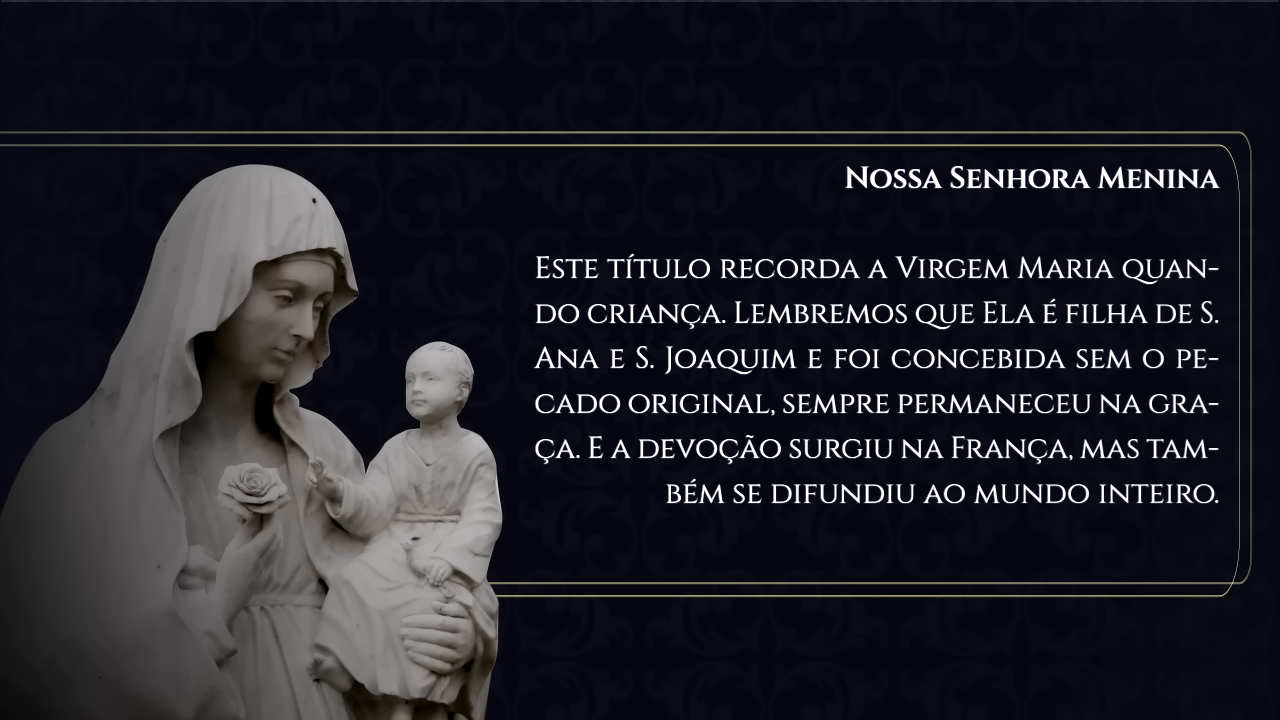 Nossa Senhora Menina
Este título recorda a Virgem Maria quan-
do criança. Lembremos que Ela é filha de S.
Ana e S. Joaquim e foi concebida sem o pe-
cado original, sempre permaneceu na gra-
ça. E a devoção surgiu na França, mas tam-
bém se difundiu ao mundo inteiro.